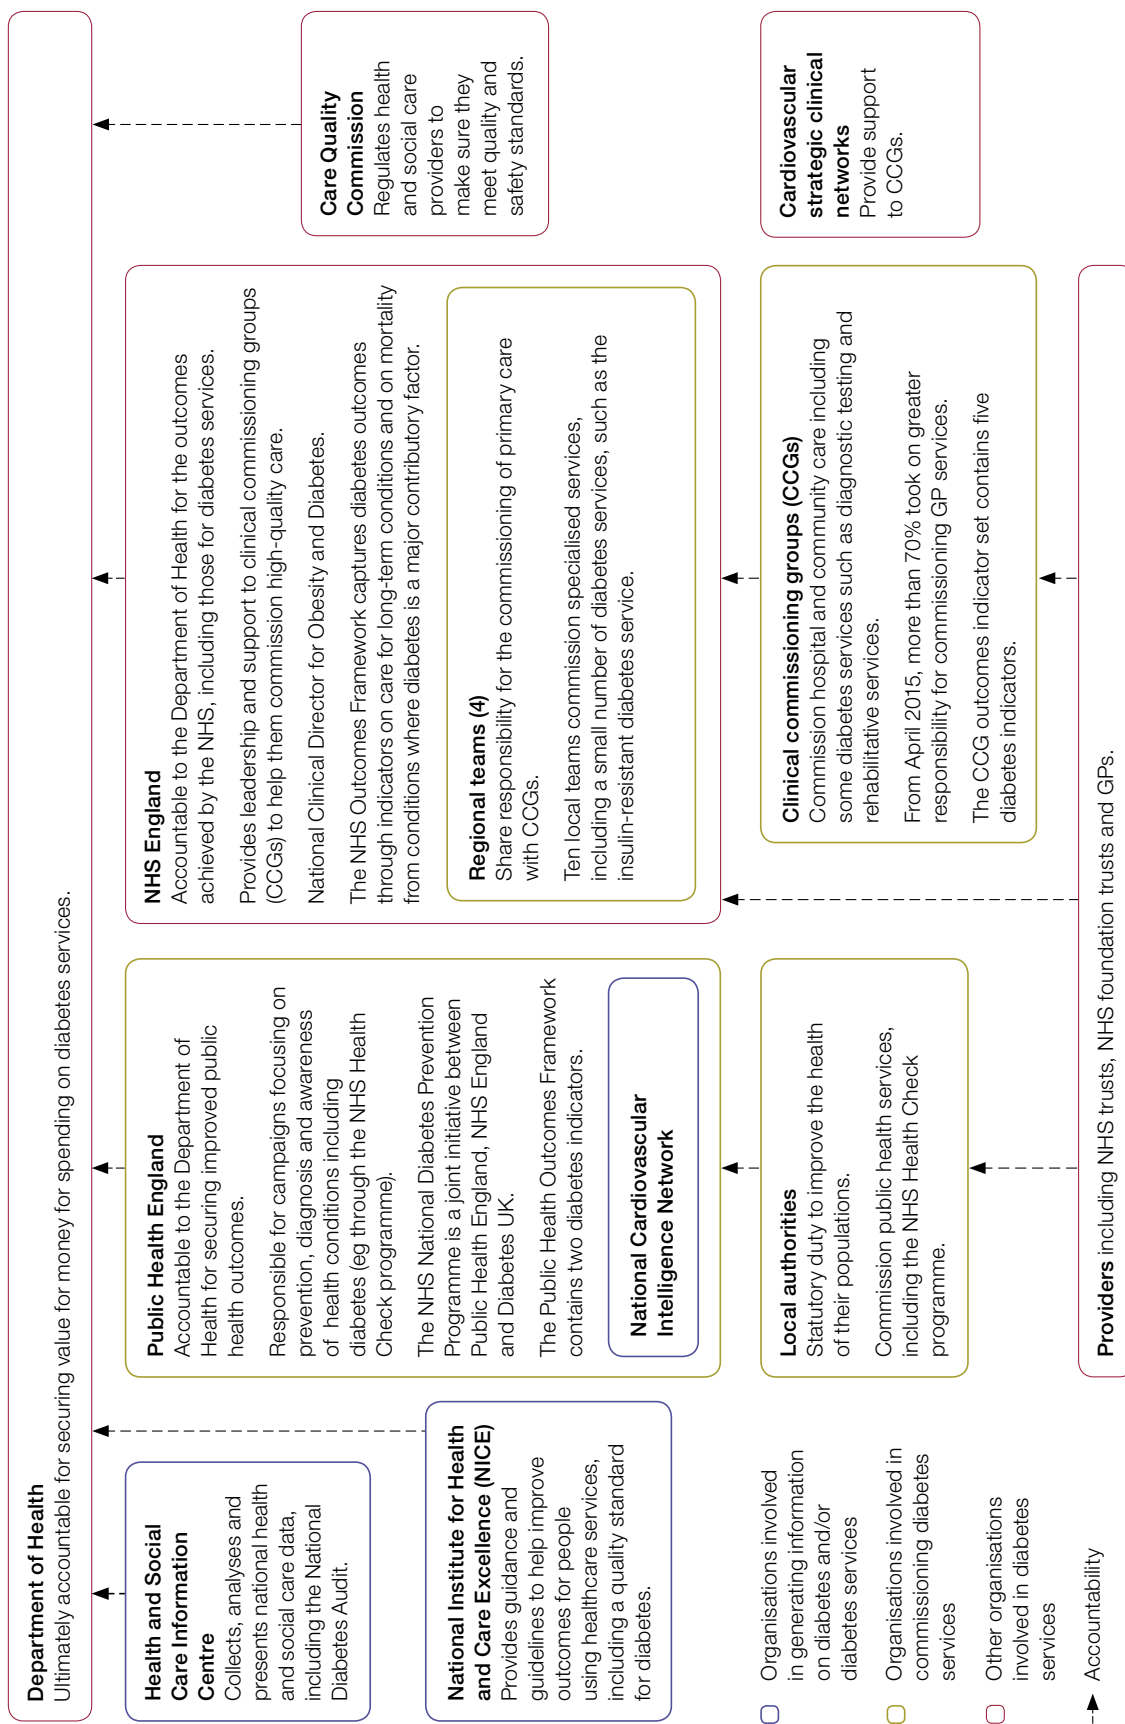 Department of Health
Ultimately accountable for securing value for money for spending on diabetes services.
Health and Social
Care Information
Centre
Collects, analyses and
presents national health
and social care data,
including the National
Diabetes Audit.
National Institute for Health
and Care Excellence (NICE)
Provides guidance and
guidelines to help improve
outcomes for people
using healthcare services,
including a quality standard
for diabetes.
Public Health England
Accountable to the Department of
Health for securing improved public
health outcomes.
Responsible for campaigns focusing on
prevention, diagnosis and awareness
of health conditions including
diabetes (eg through the NHS Health
Check programme).
The NHS National Diabetes Prevention
Programme is a joint initiative between
Public Health England, NHS England
and Diabetes UK.
The Public Health Outcomes Framework
contains two diabetes indicators.
National Cardiovascular
Intelligence Network
NHS England
Accountable to the Department of Health for the outcomes
achieved by the NHS, including those for diabetes services.
Provides leadership and support to clinical commissioning groups
(CCGs) to help them commission high-quality care.
National Clinical Director for Obesity and Diabetes.
The NHS Outcomes Framework captures diabetes outcomes
through indicators on care for long-term conditions and on mortality
from conditions where diabetes is a major contributory factor.
Regional teams (4)
Share responsibility for the commissioning of primary care
with CCGs.
Ten local teams commission specialised services,
including a small number of diabetes services, such as the
insulin-resistant diabetes service.
Care Quality
Commission
Regulates health
and social care
providers to
make sure they
meet quality and
safety standards.
Local authorities
Statutory duty to improve the health
of their populations.
Commission public health services,
including the NHS Health Check
programme.
Clinical commissioning groups (CCGs)
Commission hospital and community care including
some diabetes services such as diagnostic testing and
rehabilitative services.
From April 2015, more than 70% took on greater
responsibility for commissioning GP services.
The CCG outcomes indicator set contains five
diabetes indicators.
Cardiovascular
strategic clinical
networks
Provide support
to CCGs.
Providers including NHS trusts, NHS foundation trusts and GPs.
Organisations involved
in generating information
on diabetes and/or
diabetes services
Organisations involved in
commissioning diabetes
services
Other organisations
involved in diabetes
services
Accountability